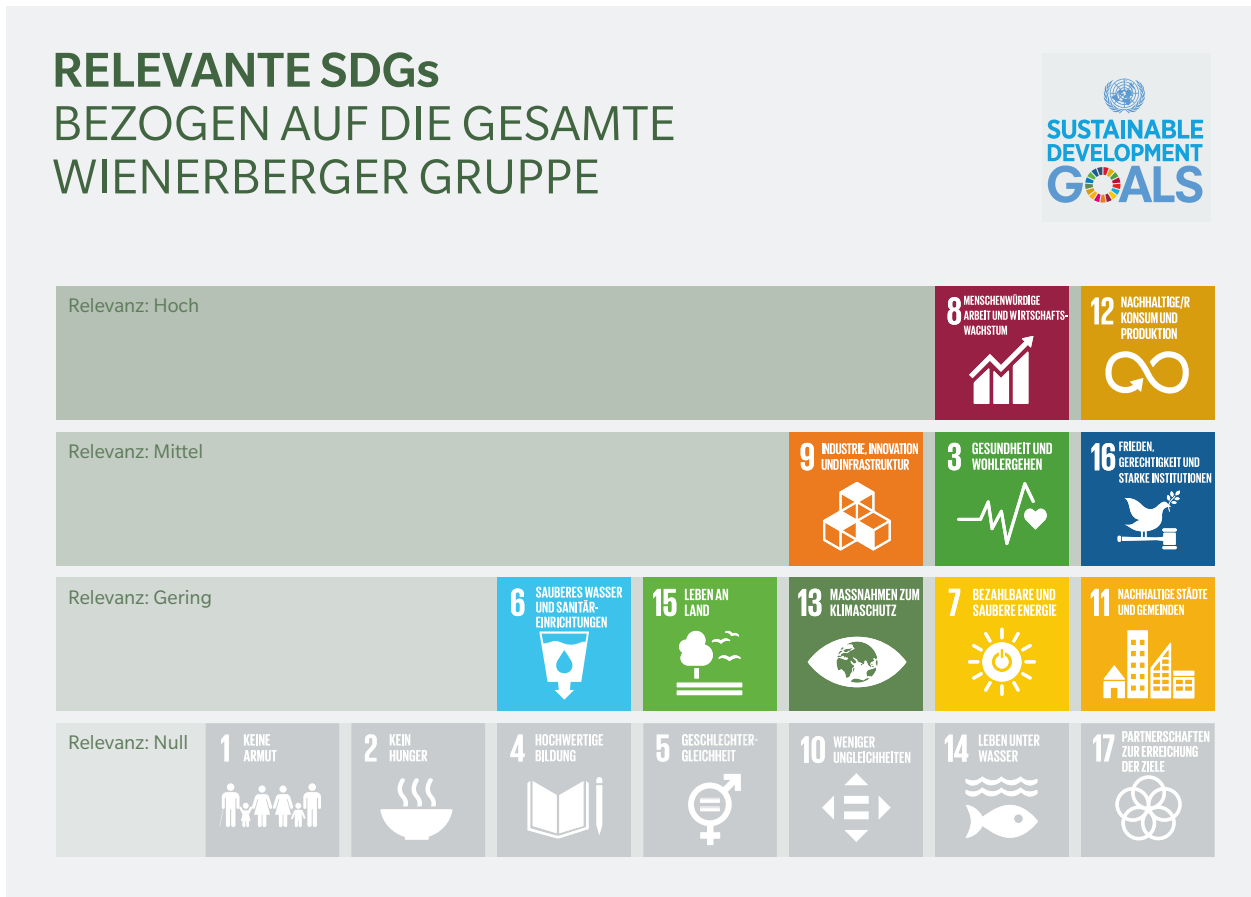 RELEVANTE SDGs
BEZOGEN AUF DIE GESAMTE
WIENERBERGER GRUPPE
SUSTAINABLE
DEVELOPMENT
GOALS
Relevanz: Hoch
8 MENSCHENWÜRDIGE
ARBEIT UND WIRTSCHAFTS-
WACHSTUM
12 NACHHALTIGE/R
KONSUM UND
PRODUKTION
Relevanz: Mittel
9 INDUSTRIE, INNOVATION
UND INFRASTRUKTUR
3 GESUNDHEIT UND
WOHLERGEHEN
16 FRIEDEN,
GERECHTIGKEIT UND
STARKE INSTITUTIONEN
Relevanz: Gering
6 SAUBERES WASSER
UND SANITÄR-
EINRICHTUNGEN
15 LEBEN AN
LAND
13 MASSNAHMEN ZUM
KLIMASCHUTZ
7 BEZAHLBARE UND
SAUBERE ENERGIE
11 NACHHALTIGE STÄDTE
UND GEMEINDEN
Relevanz: Null
1 KEINE
ARMUT
2 KEIN
HUNGER
4 HOCHWERTIGE
BILDUNG
5 GESCHLECHTER-
GLEICHHEIT
10 WENIGER
UNGLEICHHEITEN
14 LEBEN UNTER
WASSER
17 PARTNERSCHAFTEN
ZUR ERREICHUNG
DER ZIELE